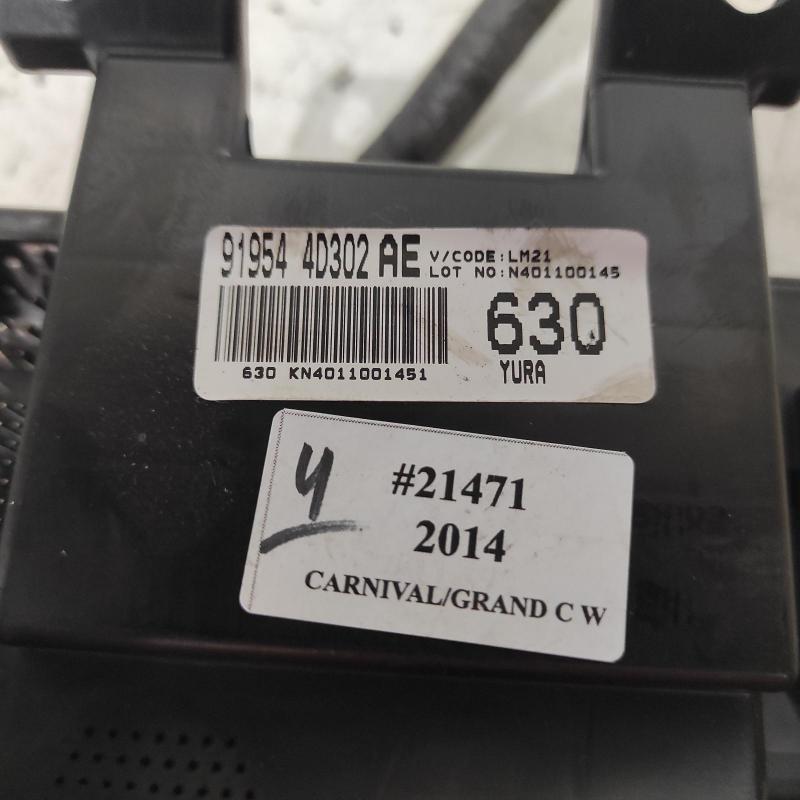 91954 4D302 AE
V/CODE:LM21
LOT NO:N401100145
630
630 KN4011001451
YURA
4
#21471
2014
CARNIVAL/GRAND C W